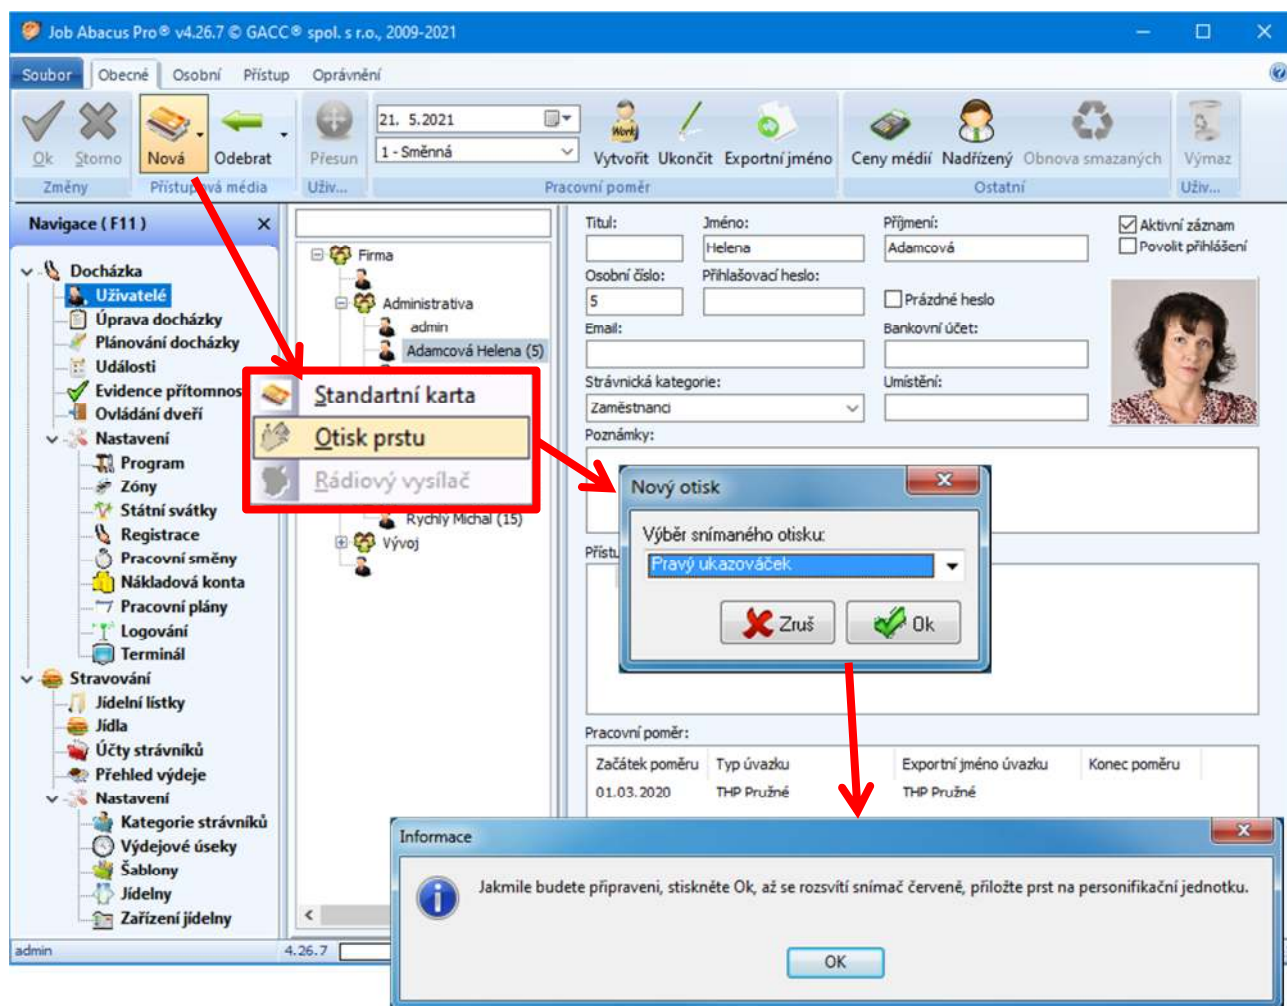 Job Abacus Pro® v4.26.7 © GACC® spol. s r.o., 2009-2021
Soubor Obecné Osobní Přístup Oprávnění
21. 5.2021
1 - Směnná
Ok Storno Nová Odebrat Přesun Vytvořit Ukončit Exportní jméno Ceny médií Nadřízený Obnova smazaných Výmaz
Změny Přístupová média Uživ... Pracovní poměr Ostatní Uživ...
Navigace ( F11 )
Docházka
Uživatelé
Úprava docházky
Plánování docházky
Události
Evidence přítomnos
Ovládání dveří
Nastavení
Program
Zóny
Státní svátky
Registrace
Pracovní směny
Nákladová konta
Pracovní plány
Logování
Terminál
Stravování
Jídelní lístky
Jídla
Účty strávníků
Přehled výdeje
Nastavení
Kategorie strávníků
Výdejové úseky
Šablony
Jídelny
Zařízení jídelny
Firma
Administrativa
admin
Adamcová Helena (5)
Standartní karta
Otisk prstu
Rádiový vysílač
Rychlý Michal (15)
Vývoj
Titul: Jméno: Příjmení:
Helena Adamcová
Aktivní záznam
Povolit přihlášení
Osobní číslo: Přihlašovací heslo:
5 Prázdné heslo
Email: Bankovní účet:
Strávnická kategorie: Umístění:
Zaměstnanci
Poznámky:
Nový otisk
Výběr snímaného otisku:
Pravý ukazováček
Zruš Ok
Přístu
Pracovní poměr:
Začátek poměru Typ úvazku Exportní jméno úvazku Konec poměru
01.03.2020 THP Pružné THP Pružné
Informace
Jakmile budete připraveni, stiskněte Ok, až se rozsvítí snímač červeně, přiložte prst na personifikační jednotku.
OK
admin 4.26.7